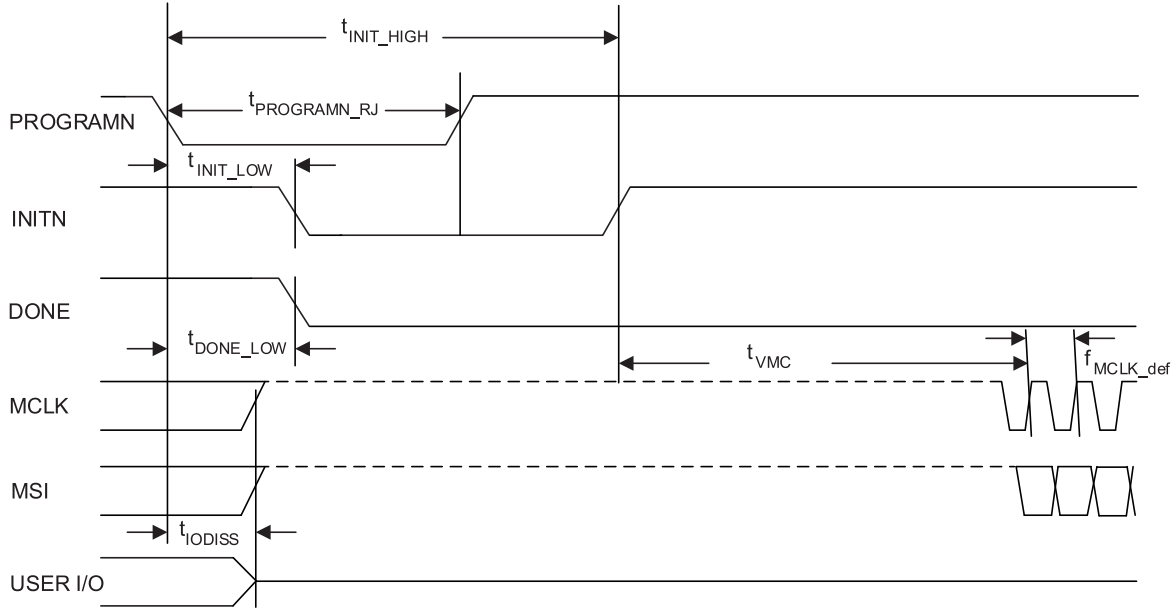 tINIT_HIGH
tPROGRAMN_RJ
PROGRAMN
tINIT_LOW
INITN
DONE
tDONE_LOW
tVMC
fMCLK_def
MCLK
MSI
tIODISS
USER I/O